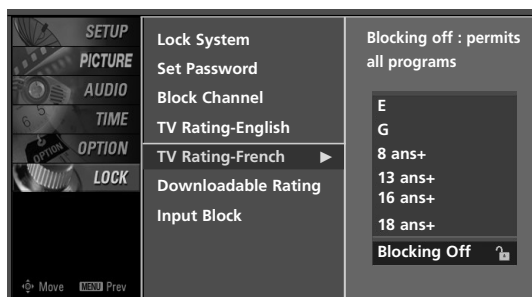 SETUP
PICTURE
AUDIO
TIME
OPTION
LOCK
Move MENU Prev
Lock System
Set Password
Block Channel
TV Rating-English
TV Rating-French
Downloadable Rating
Input Block
Blocking off : permits
all programs
E
G
8 ans+
13 ans+
16 ans+
18 ans+
Blocking Off